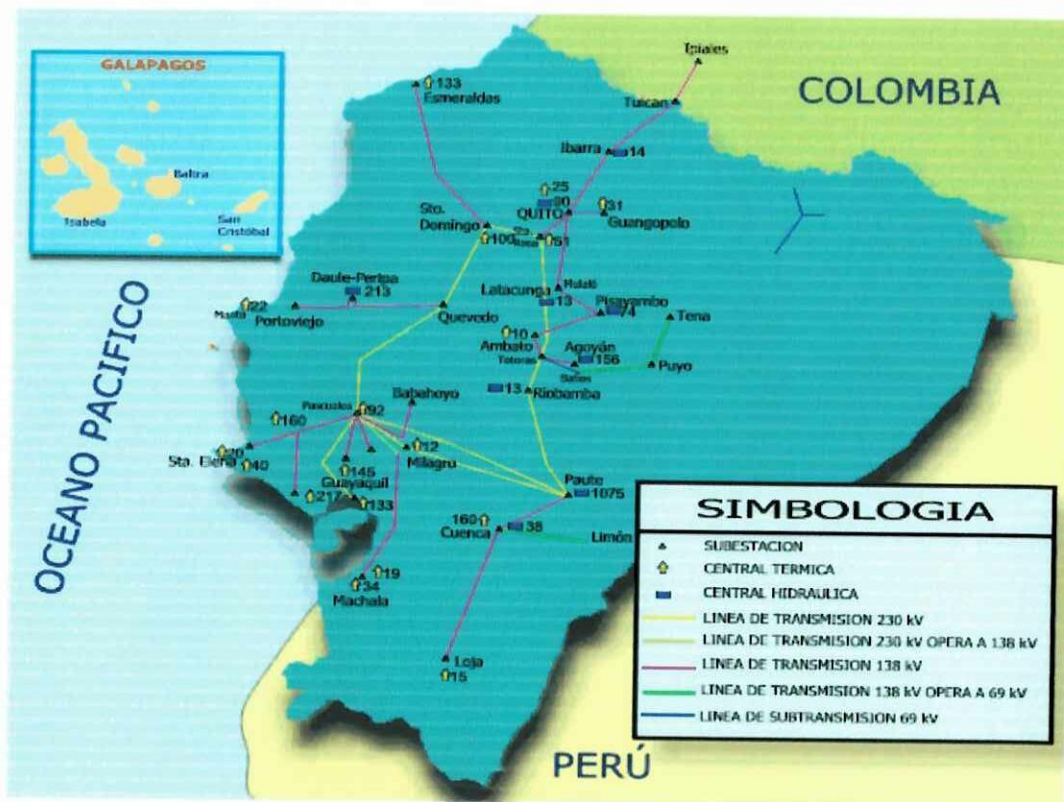 GALAPAGOS
Baltra
Isabela
San
Cristóbal
Ipiales
COLOMBIA
133
Esmeraldas
Tulcan
Ibarra
14
25
QUITO
31
Guangopolo
Sto.
Domingo
100
Sta.
Rosa
51
Daule-Peripa
213
22
Manta
Portoviejo
Quevedo
Latacunga
13
Mulaló
Pisayambo
74
Tena
10
Ambato
Totoras
Agoyán
156
Baños
Puyo
13
Riobamba
OCEANO PACIFICO
Babahoyo
Pascuales
92
160
12
Milagro
Sta. Elena
40
145
Guayaquil
217
133
Paute
1075
160
Cuenca
38
Limón
19
34
Machala
Loja
15
PERÚ
SIMBOLOGIA
SUBESTACION
CENTRAL TERMICA
CENTRAL HIDRAULICA
LINEA DE TRANSMISION 230 kV
LINEA DE TRANSMISION 230 kV OPERA A 138 kV
LINEA DE TRANSMISION 138 kV
LINEA DE TRANSMISION 138 kV OPERA A 69 kV
LINEA DE SUBTRANSMISION 69 kV